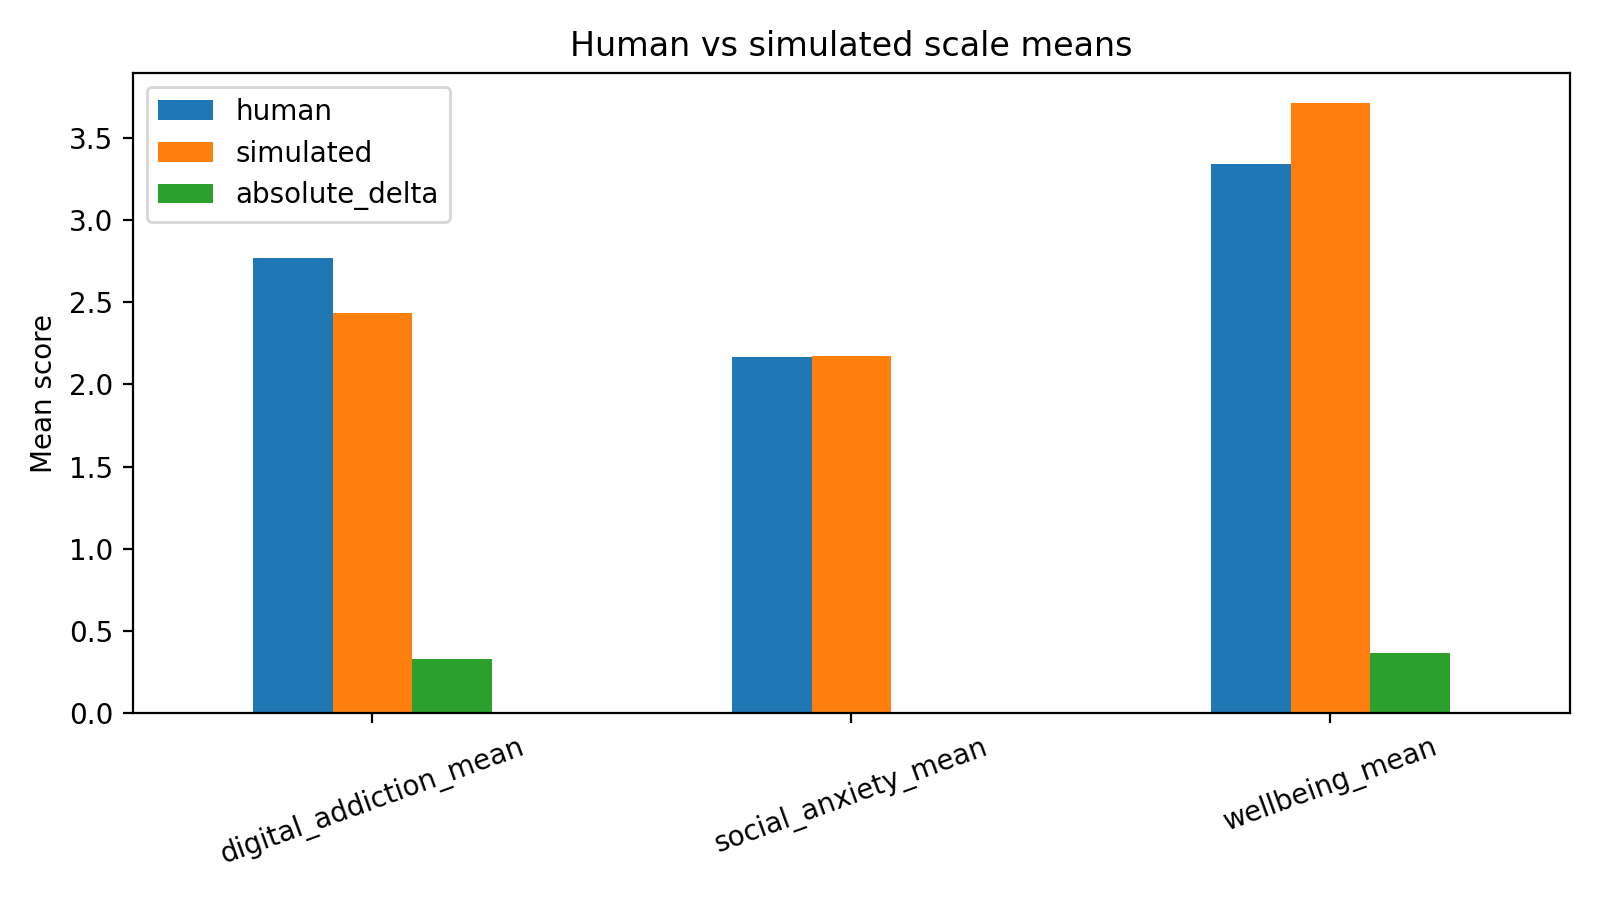 Human vs simulated scale means
human
simulated
absolute_delta
Mean score
3.5
3.0
2.5
2.0
1.5
1.0
0.5
0.0
digital_addiction_mean
social_anxiety_mean
wellbeing_mean